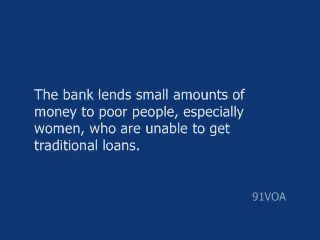 The bank lends small amounts of
money to poor people, especially
women, who are unable to get
traditional loans.
91VOA